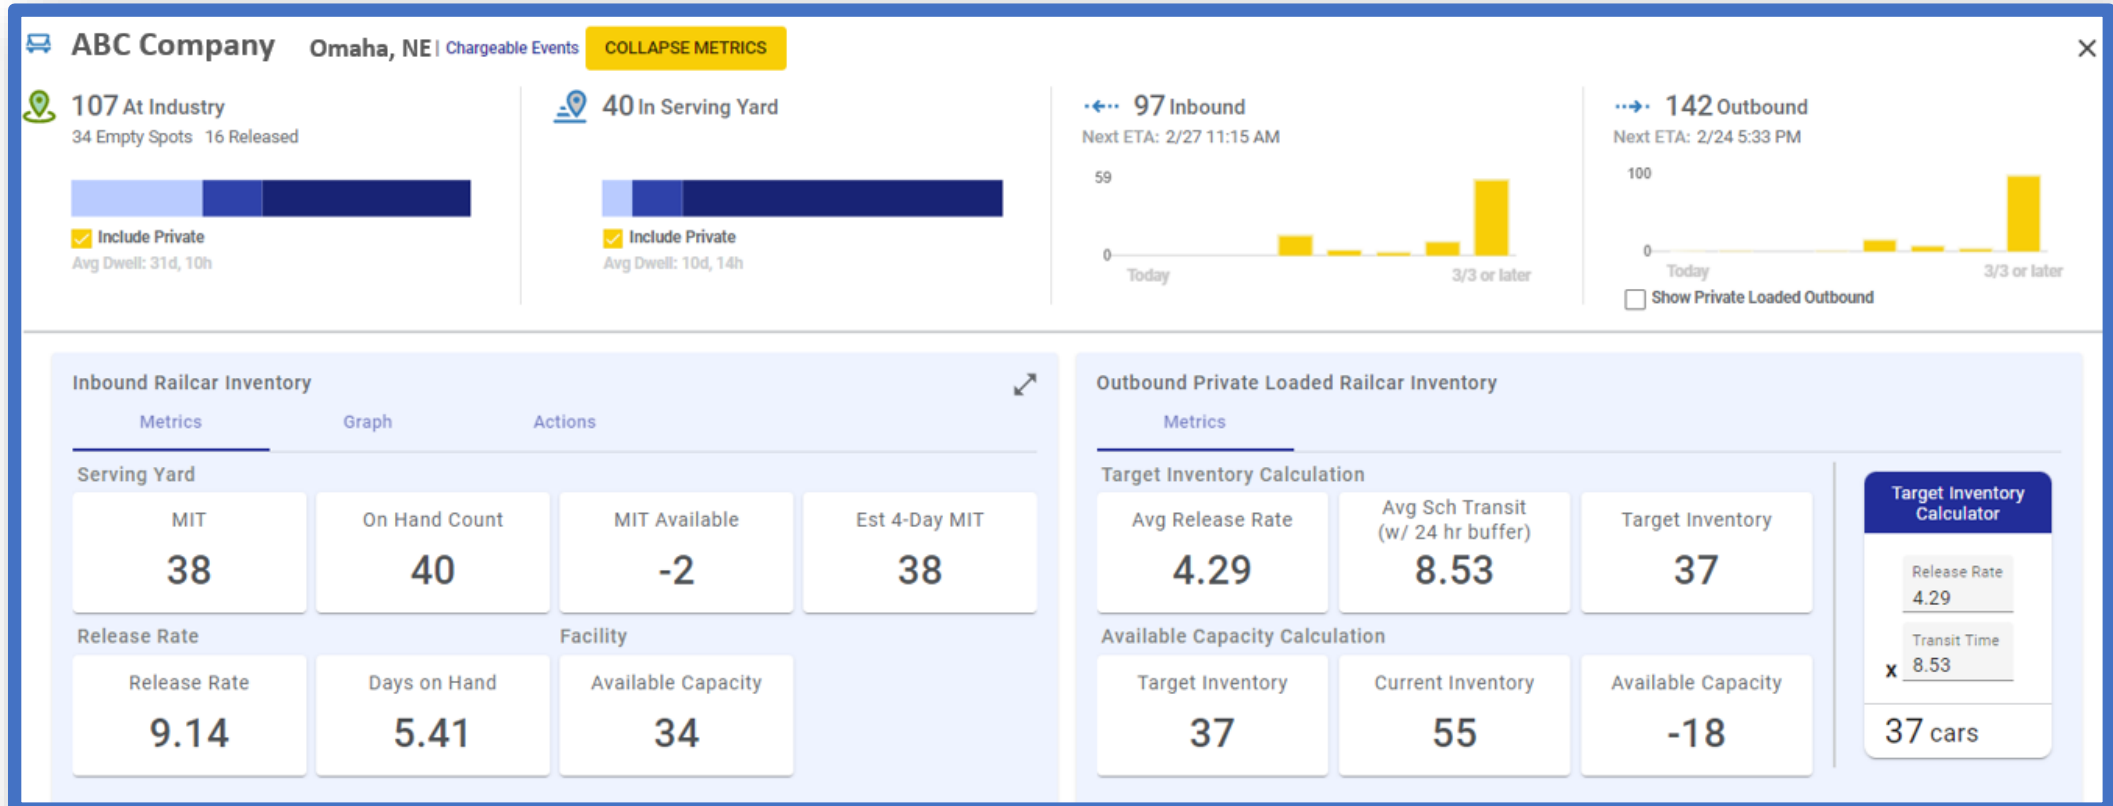 ABC Company Omaha, NE | Chargeable Events COLLAPSE METRICS
107 At Industry
34 Empty Spots 16 Released
Include Private
Avg Dwell: 31d, 10h
40 In Serving Yard
Include Private
Avg Dwell: 10d, 14h
97 Inbound
Next ETA: 2/27 11:15 AM
59
0
Today 3/3 or later
142 Outbound
Next ETA: 2/24 5:33 PM
100
0
Today 3/3 or later
Show Private Loaded Outbound
Inbound Railcar Inventory
Metrics Graph Actions
Serving Yard
MIT On Hand Count MIT Available Est 4-Day MIT
38 40 -2 38
Release Rate Facility
Release Rate Days on Hand Available Capacity
9.14 5.41 34
Outbound Private Loaded Railcar Inventory
Metrics
Target Inventory Calculation
Avg Release Rate
4.29
Avg Sch Transit
(w/ 24 hr buffer)
8.53
Target Inventory
37
Available Capacity Calculation
Target Inventory Current Inventory Available Capacity
37 55 -18
Target Inventory
Calculator
Release Rate
4.29
Transit Time
x 8.53
37 cars